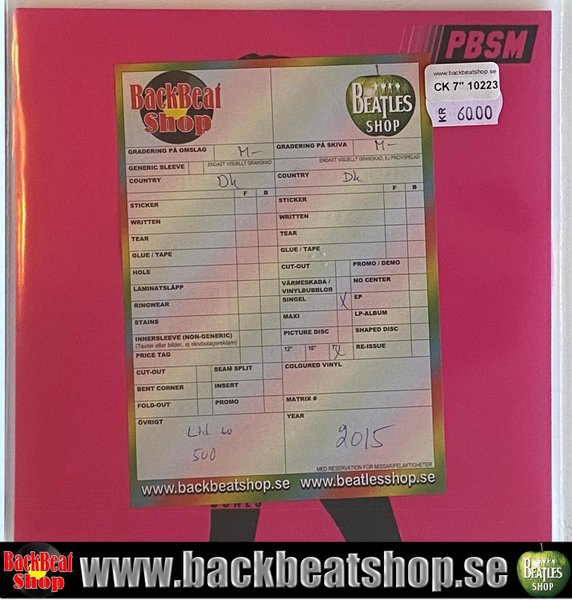 PBSM
www.backbeatshop.se
CK 7" 10223
KR 60.00
BackBeat
Shop
BEATLES
SHOP
GRADERING PÅ OMSLAG M-
GRADERING PÅ SKIVA M-
ENDAST VISUELLT GRANSKAD
ENDAST VISUELLT GRANSKAD, EJ PROVSPELAD
GENERIC SLEEVE
COUNTRY Dk
COUNTRY Dk
F B
F B
STICKER
STICKER
WRITTEN
WRITTEN
TEAR
TEAR
GLUE / TAPE
GLUE / TAPE
HOLE
CUT-OUT
PROMO / DEMO
LAMINATSLÄPP
VÄRMESKADA /
VINYLBUBBLOR
NO CENTER
RINGWEAR
SINGEL X
EP
STAINS
MAXI
LP-ALBUM
INNERSLEEVE (NON-GENERIC)
(Texter eller bilder, ej skivbolagsreklam)
PICTURE DISC
SHAPED DISC
PRICE TAG
12" 10" 7" X
RE-ISSUE
CUT-OUT
SEAM SPLIT
COLOURED VINYL
BENT CORNER
INSERT
FOLD-OUT
PROMO
MATRIX #
ÖVRIGT
YEAR
Ltd to
500
2015
MED RESERVATION FÖR MISSAR/FELAKTIGHETER
www.backbeatshop.se
www.beatlesshop.se
BackBeat
Shop
www.backbeatshop.se
BEATLES
SHOP